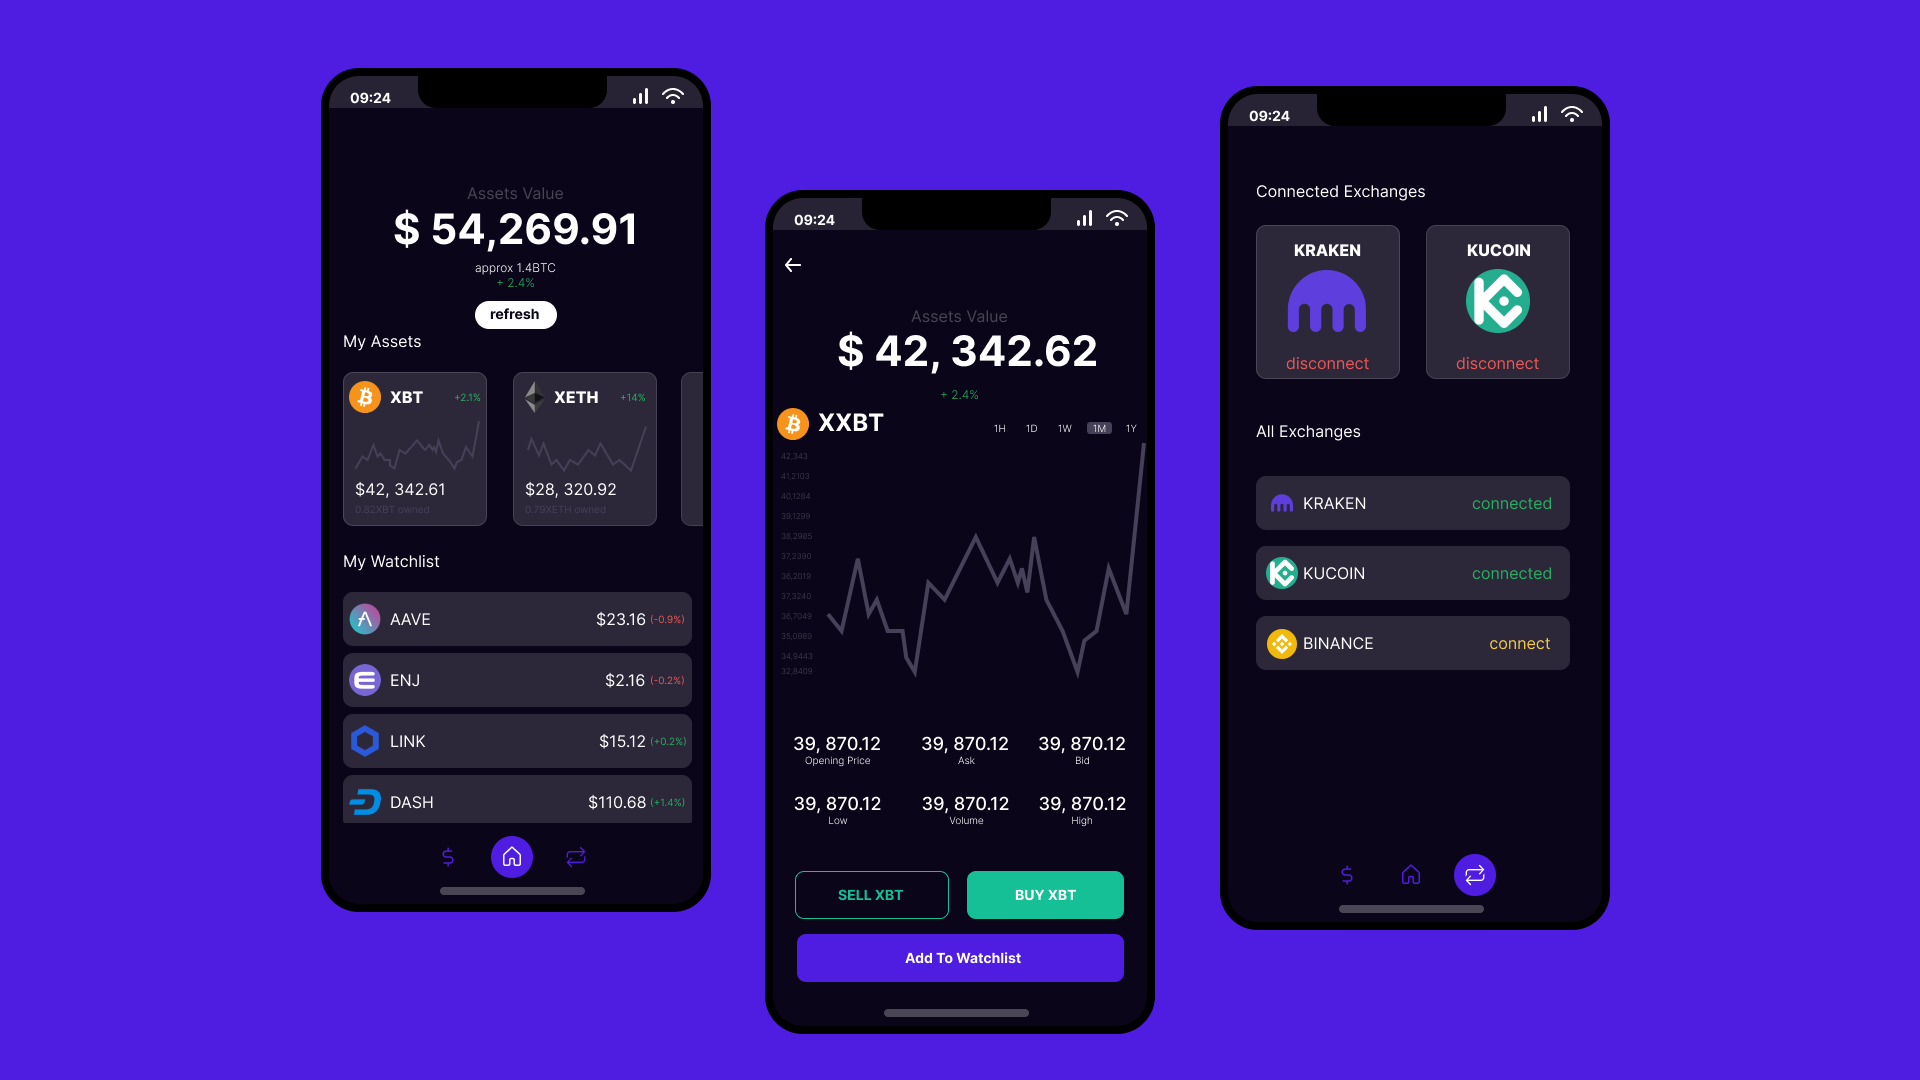 09:24
Assets Value
$ 54,269.91
approx 1.4BTC
+ 2.4%
refresh
My Assets
XBT +2.1%
$42, 342.61
0.82XBT owned
XETH +14%
$28, 320.92
0.79XETH owned
My Watchlist
AAVE $23.16 (-0.9%)
ENJ $2.16 (-0.2%)
LINK $15.12 (+0.2%)
DASH $110.68 (+1.4%)
09:24
Assets Value
$ 42, 342.62
+ 2.4%
XXBT
1H 1D 1W 1M 1Y
42,343
41,2103
40,1284
39,1299
38,2965
37,2390
36,2019
37,3240
36,7049
35,0989
34,9443
32,8409
39, 870.12 39, 870.12 39, 870.12
Opening Price Ask Bid
39, 870.12 39, 870.12 39, 870.12
Low Volume High
SELL XBT BUY XBT
Add To Watchlist
09:24
Connected Exchanges
KRAKEN
disconnect
KUCOIN
disconnect
All Exchanges
KRAKEN connected
KUCOIN connected
BINANCE connect